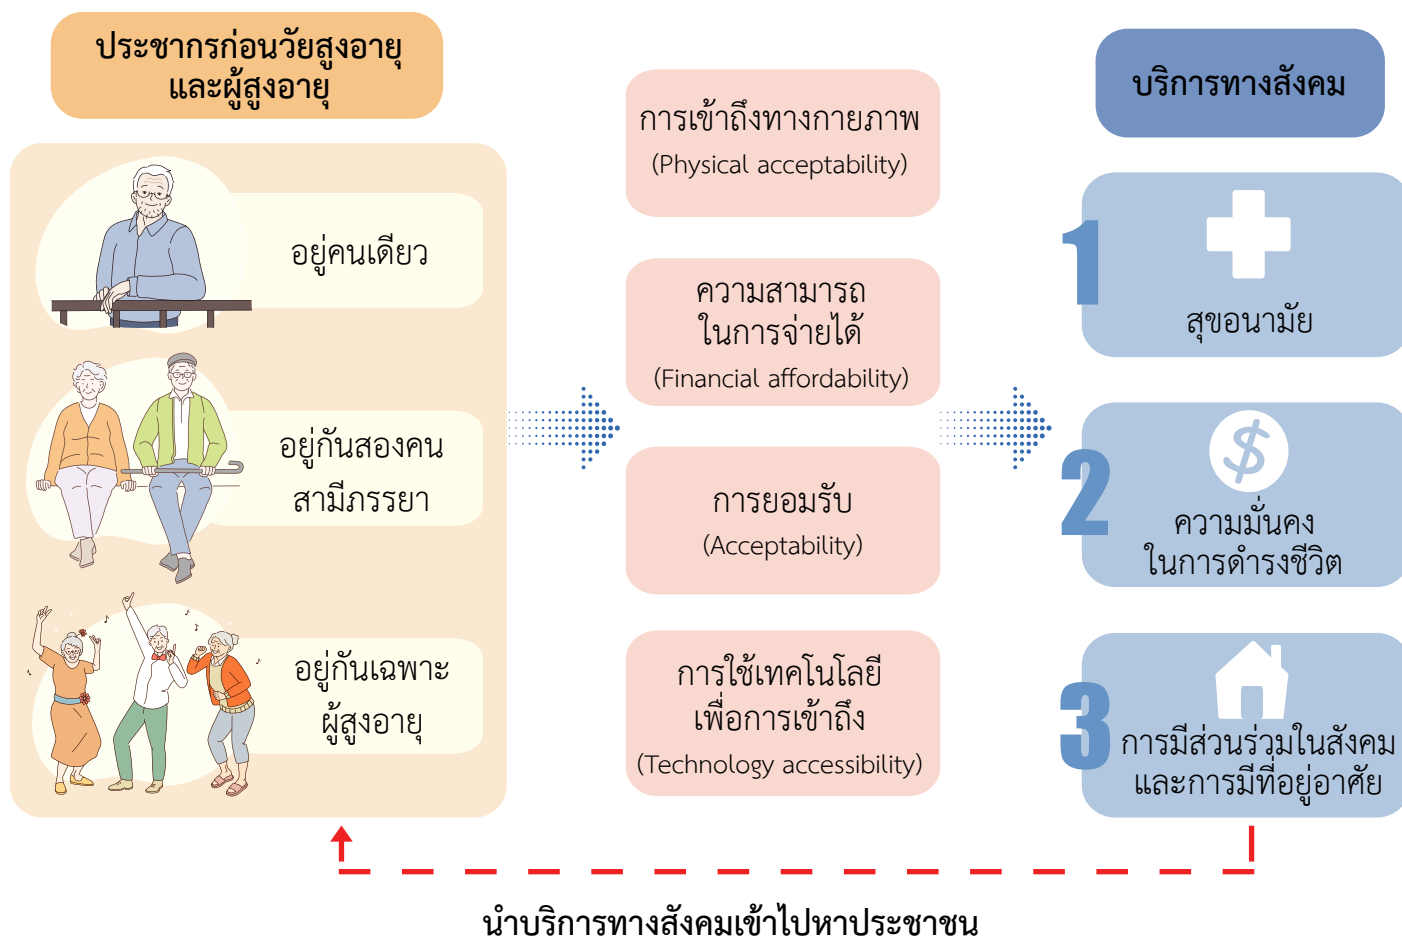 ประชากรก่อนวัยสูงอายุ
และผู้สูงอายุ
อยู่คนเดียว
อยู่กันสองคน
สามีภรรยา
อยู่กันเฉพาะ
ผู้สูงอายุ
การเข้าถึงทางกายภาพ
(Physical acceptability)
ความสามารถ
ในการจ่ายได้
(Financial affordability)
การยอมรับ
(Acceptability)
การใช้เทคโนโลยี
เพื่อการเข้าถึง
(Technology accessibility)
บริการทางสังคม
1
สุขอนามัย
2
$
ความมั่นคง
ในการดำรงชีวิต
3
การมีส่วนร่วมในสังคม
และการมีที่อยู่อาศัย
นำบริการทางสังคมเข้าไปหาประชาชน